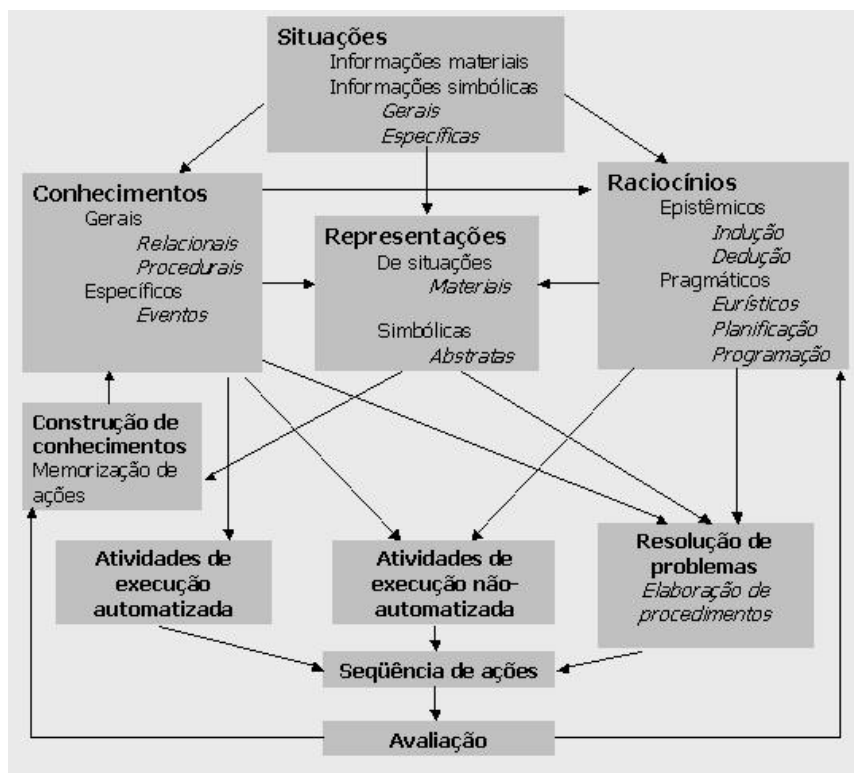 Situações
Informações materiais
Informações simbólicas
Gerais
Específicas
Conhecimentos
Gerais
Relacionais
Procedurais
Específicos
Eventos
Representações
De situações
Materiais
Simbólicas
Abstratas
Raciocínios
Epistêmicos
Indução
Dedução
Pragmáticos
Eurísticos
Planificação
Programação
Construção de
conhecimentos
Memorização de
ações
Atividades de
execução
automatizada
Atividades de
execução não-
automatizada
Resolução de
problemas
Elaboração de
procedimentos
Seqüência de ações
Avaliação